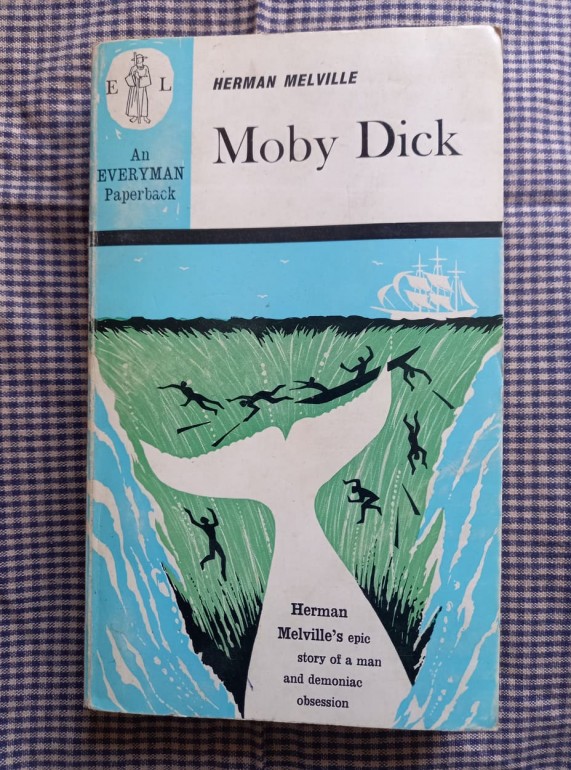 E L
An
EVERYMAN
Paperback
HERMAN MELVILLE
Moby Dick
Herman
Melville's epic
story of a man
and demoniac
obsession